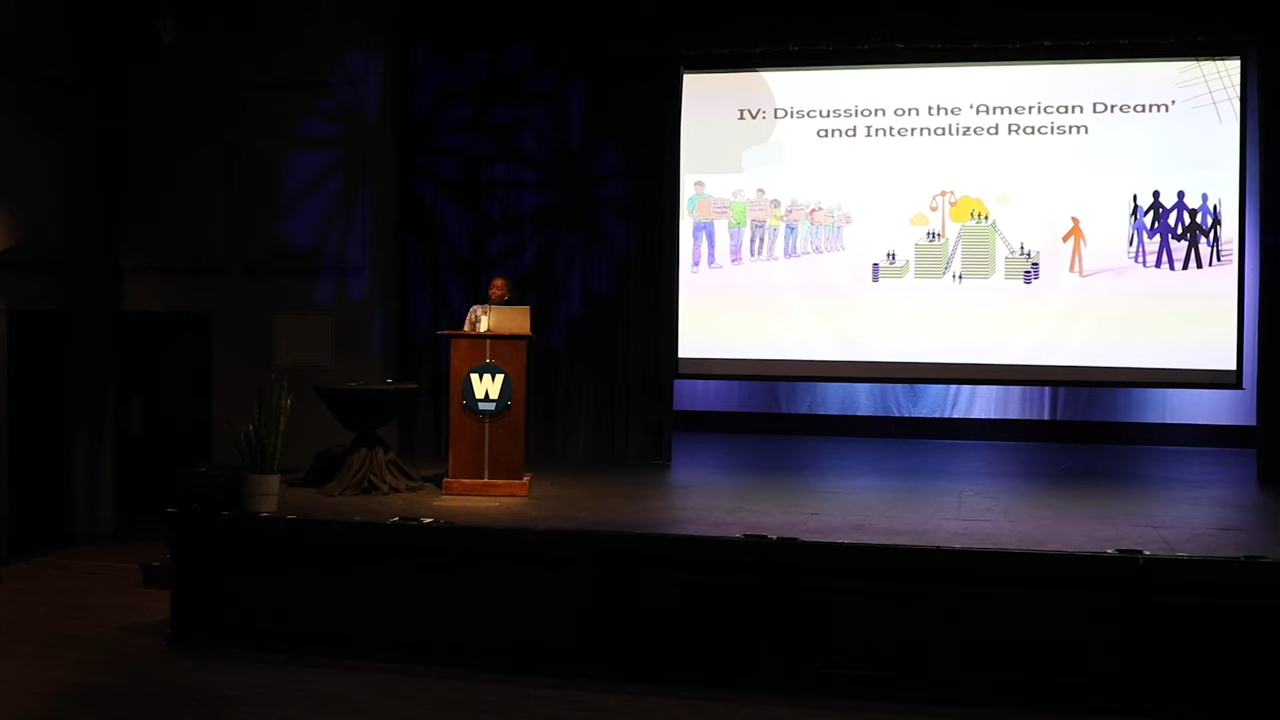 IV: Discussion on the ‘American Dream’
and Internalized Racism
W